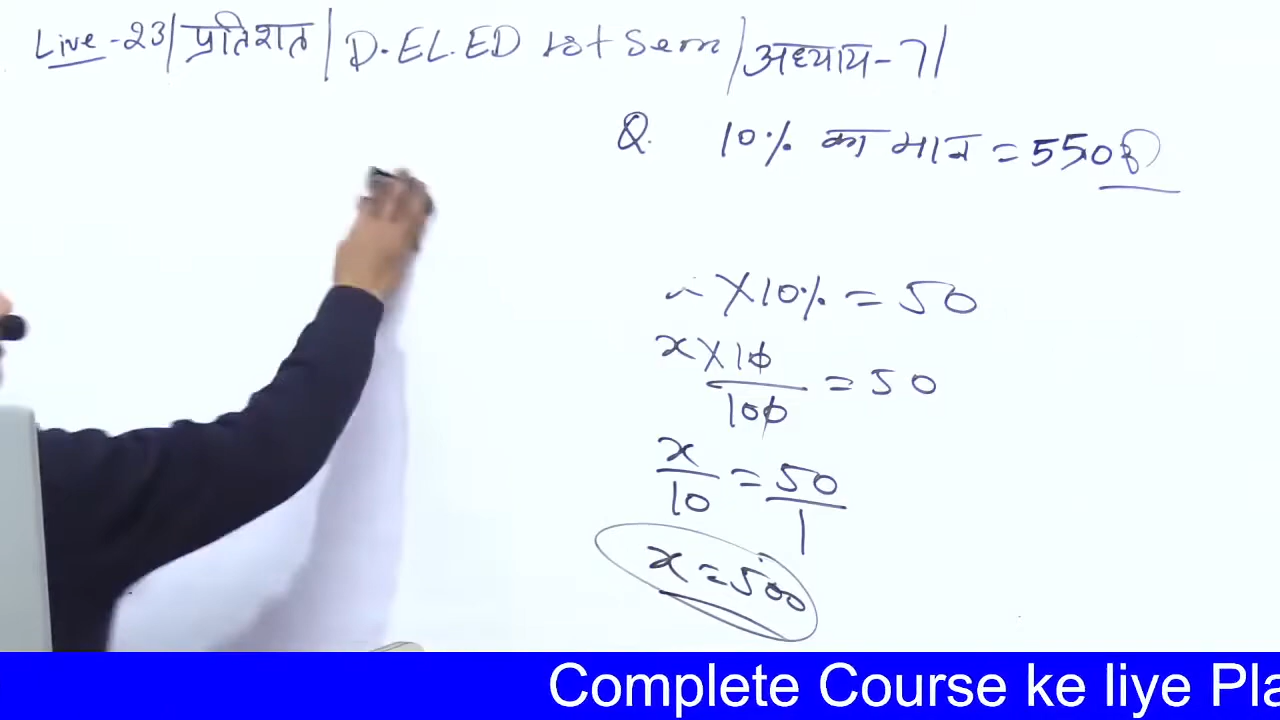 Live-23/प्रतिशत/D.EL.ED 1st Sem/अध्याय-7/
Q. 10% का मान = 550
X10% = 50
x X 10
100
= 50
x
10
= 50
1
x = 500
Complete Course ke liye Pla